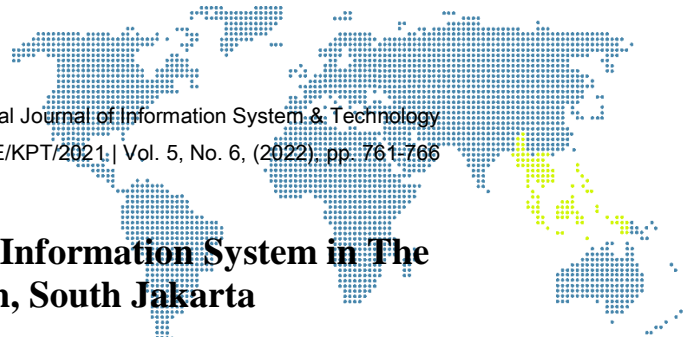 al Journal of Information System & Technology
E/KPT/2021 | Vol. 5, No. 6, (2022), pp. 761-766
Information System in The
n, South Jakarta